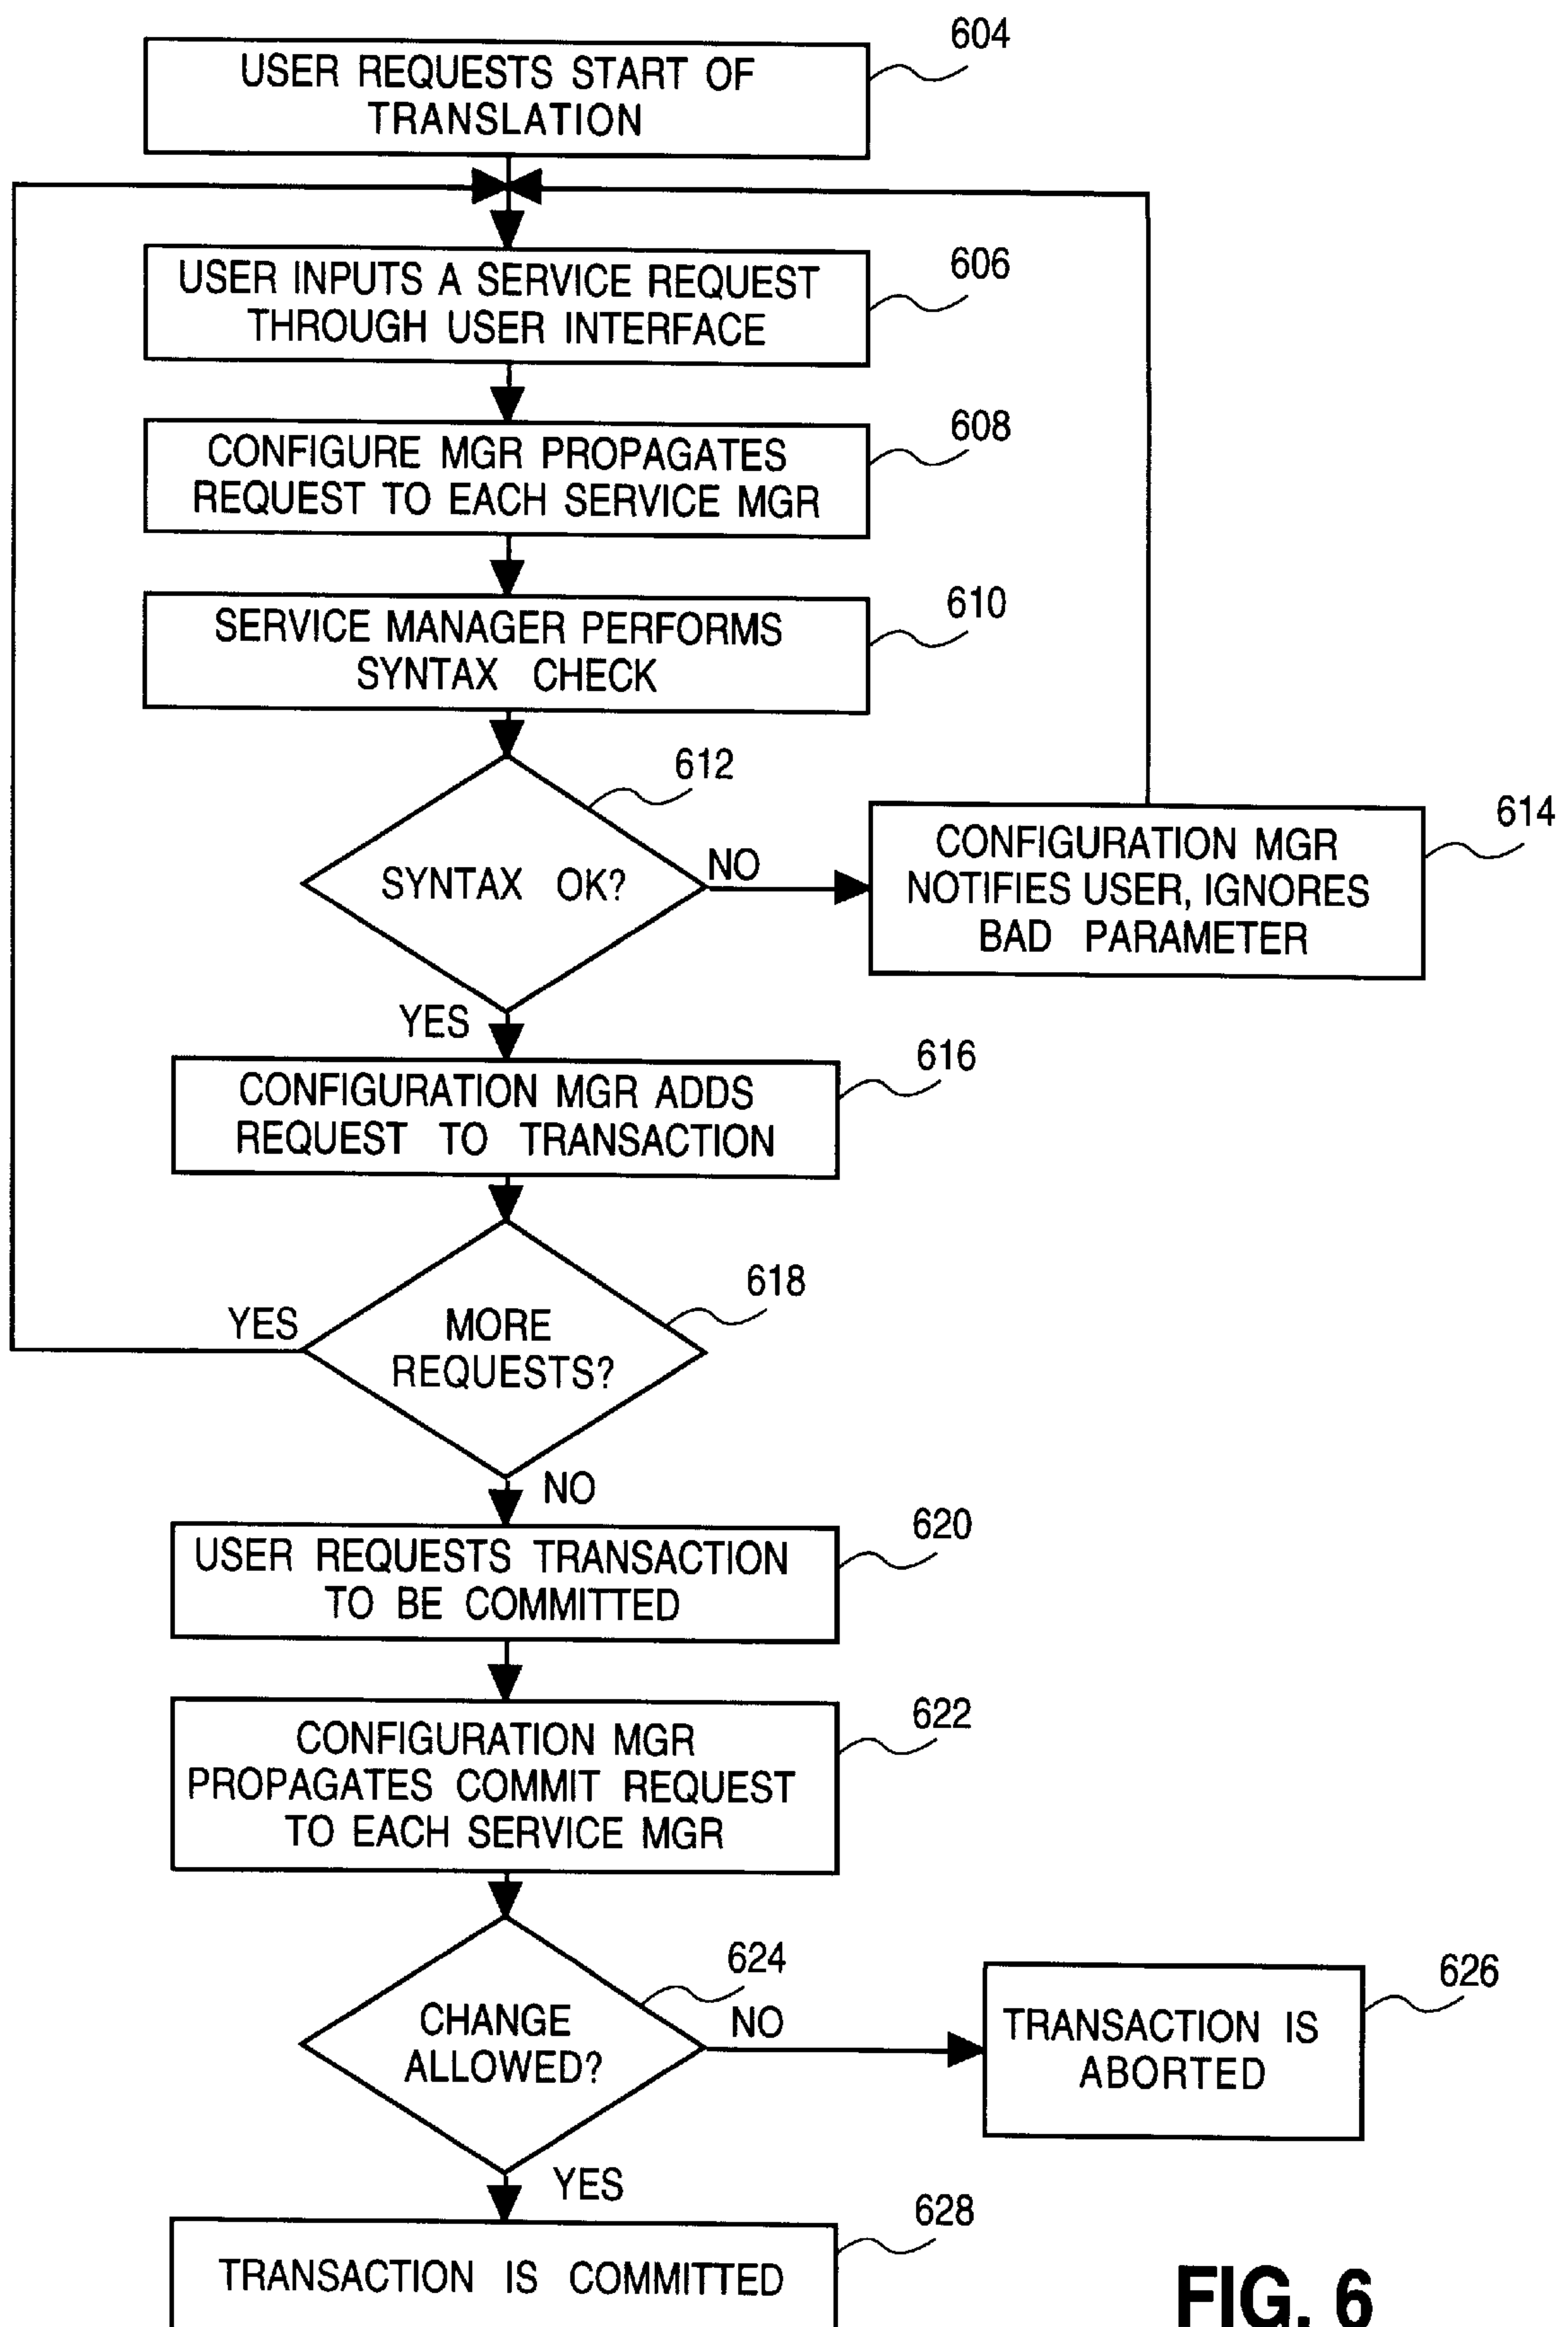 604
USER REQUESTS START OF
TRANSLATION
606
USER INPUTS A SERVICE REQUEST
THROUGH USER INTERFACE
608
CONFIGURE MGR PROPAGATES
REQUEST TO EACH SERVICE MGR
610
SERVICE MANAGER PERFORMS
SYNTAX CHECK
612
SYNTAX OK?
NO
614
CONFIGURATION MGR
NOTIFIES USER, IGNORES
BAD PARAMETER
YES
616
CONFIGURATION MGR ADDS
REQUEST TO TRANSACTION
618
YES
MORE
REQUESTS?
NO
620
USER REQUESTS TRANSACTION
TO BE COMMITTED
622
CONFIGURATION MGR
PROPAGATES COMMIT REQUEST
TO EACH SERVICE MGR
624
CHANGE
ALLOWED?
NO
626
TRANSACTION IS
ABORTED
YES
628
TRANSACTION IS COMMITTED
FIG. 6